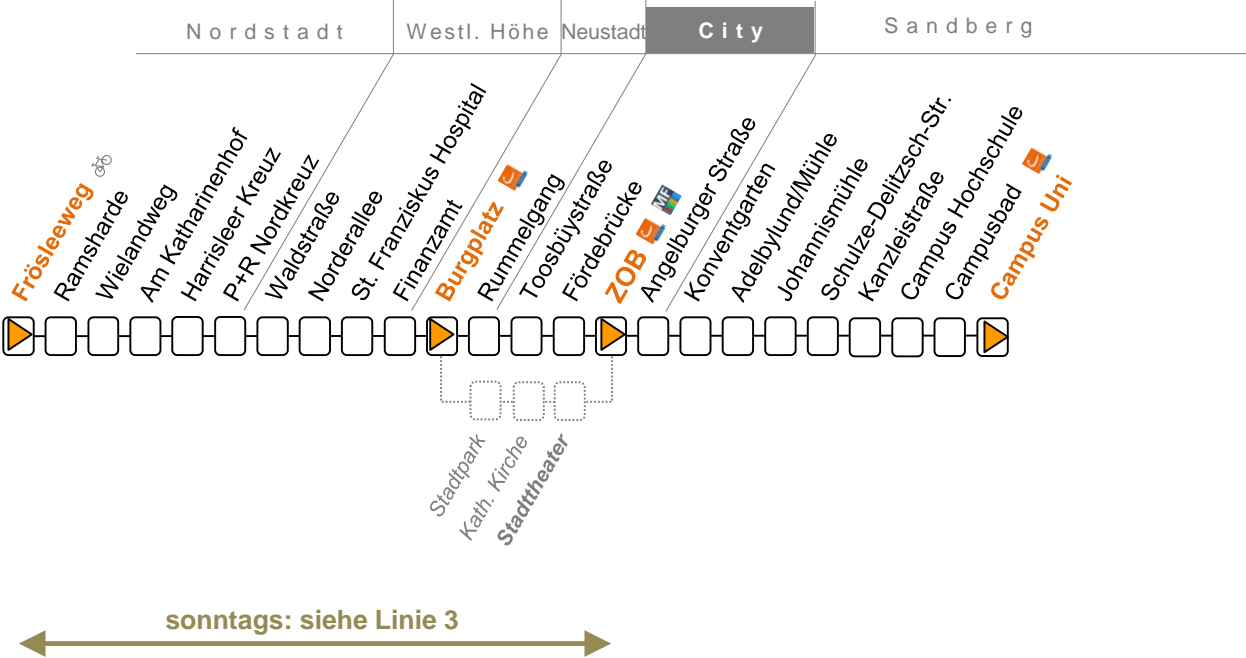 Nordstadt
Westl. Höhe
Neustadt
City
Sandberg
Frösleeweg
Ramsharde
Wielandweg
Am Katharinenhof
Harrisleer Kreuz
P+R Nordkreuz
Waldstraße
Norderallee
St. Franziskus Hospital
Finanzamt
Burgplatz
Rummelgang
Toosbüystraße
Fördebrücke
ZOB
MF
Angelburger Straße
Konventgarten
Adelbylund/Mühle
Johannismühle
Schulze-Delitzsch-Str.
Kanzleistraße
Campus Hochschule
Campusbad
Campus Uni
Stadtpark
Kath. Kirche
Stadttheater
sonntags: siehe Linie 3